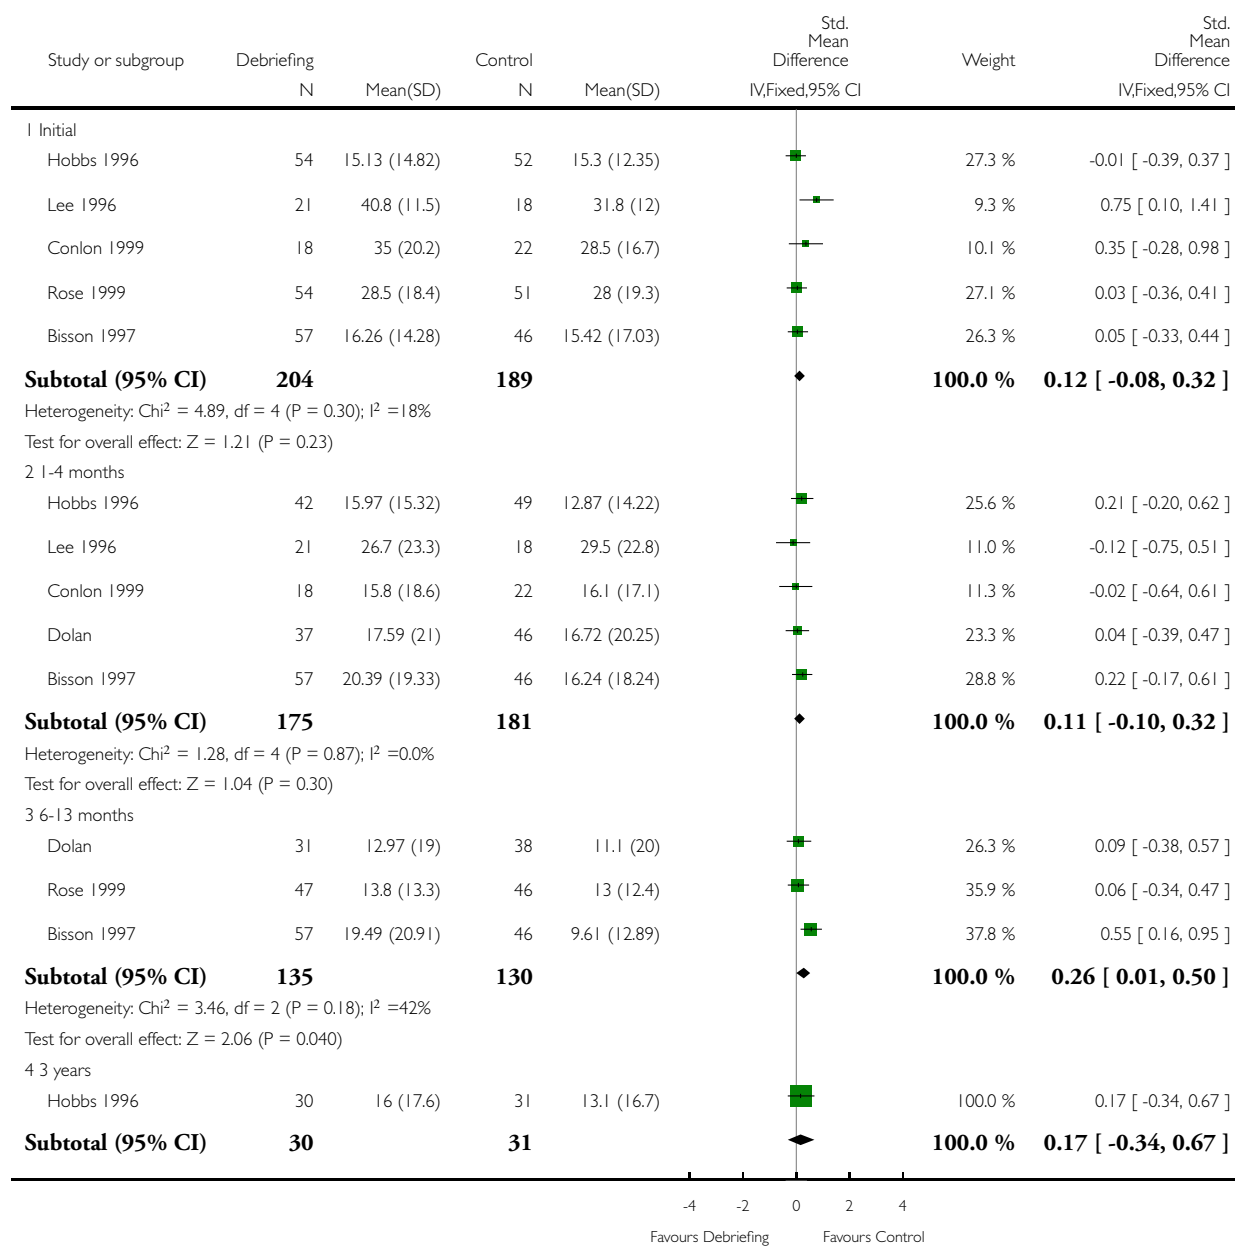 Std.
Mean
Difference
Std.
Mean
Difference
Study or subgroup Debriefing Control Weight
N Mean(SD) N Mean(SD) IV,Fixed,95% CI IV,Fixed,95% CI
1 Initial
Hobbs 1996 54 15.13 (14.82) 52 15.3 (12.35) 27.3 % -0.01 [ -0.39, 0.37 ]
Lee 1996 21 40.8 (11.5) 18 31.8 (12) 9.3 % 0.75 [ 0.10, 1.41 ]
Conlon 1999 18 35 (20.2) 22 28.5 (16.7) 10.1 % 0.35 [ -0.28, 0.98 ]
Rose 1999 54 28.5 (18.4) 51 28 (19.3) 27.1 % 0.03 [ -0.36, 0.41 ]
Bisson 1997 57 16.26 (14.28) 46 15.42 (17.03) 26.3 % 0.05 [ -0.33, 0.44 ]
Subtotal (95% CI) 204 189 100.0 % 0.12 [ -0.08, 0.32 ]
Heterogeneity: Chi² = 4.89, df = 4 (P = 0.30); I² =18%
Test for overall effect: Z = 1.21 (P = 0.23)
2 1-4 months
Hobbs 1996 42 15.97 (15.32) 49 12.87 (14.22) 25.6 % 0.21 [ -0.20, 0.62 ]
Lee 1996 21 26.7 (23.3) 18 29.5 (22.8) 11.0 % -0.12 [ -0.75, 0.51 ]
Conlon 1999 18 15.8 (18.6) 22 16.1 (17.1) 11.3 % -0.02 [ -0.64, 0.61 ]
Dolan 37 17.59 (21) 46 16.72 (20.25) 23.3 % 0.04 [ -0.39, 0.47 ]
Bisson 1997 57 20.39 (19.33) 46 16.24 (18.24) 28.8 % 0.22 [ -0.17, 0.61 ]
Subtotal (95% CI) 175 181 100.0 % 0.11 [ -0.10, 0.32 ]
Heterogeneity: Chi² = 1.28, df = 4 (P = 0.87); I² =0.0%
Test for overall effect: Z = 1.04 (P = 0.30)
3 6-13 months
Dolan 31 12.97 (19) 38 11.1 (20) 26.3 % 0.09 [ -0.38, 0.57 ]
Rose 1999 47 13.8 (13.3) 46 13 (12.4) 35.9 % 0.06 [ -0.34, 0.47 ]
Bisson 1997 57 19.49 (20.91) 46 9.61 (12.89) 37.8 % 0.55 [ 0.16, 0.95 ]
Subtotal (95% CI) 135 130 100.0 % 0.26 [ 0.01, 0.50 ]
Heterogeneity: Chi² = 3.46, df = 2 (P = 0.18); I² =42%
Test for overall effect: Z = 2.06 (P = 0.040)
4 3 years
Hobbs 1996 30 16 (17.6) 31 13.1 (16.7) 100.0 % 0.17 [ -0.34, 0.67 ]
Subtotal (95% CI) 30 31 100.0 % 0.17 [ -0.34, 0.67 ]
-4 -2 0 2 4
Favours Debriefing Favours Control